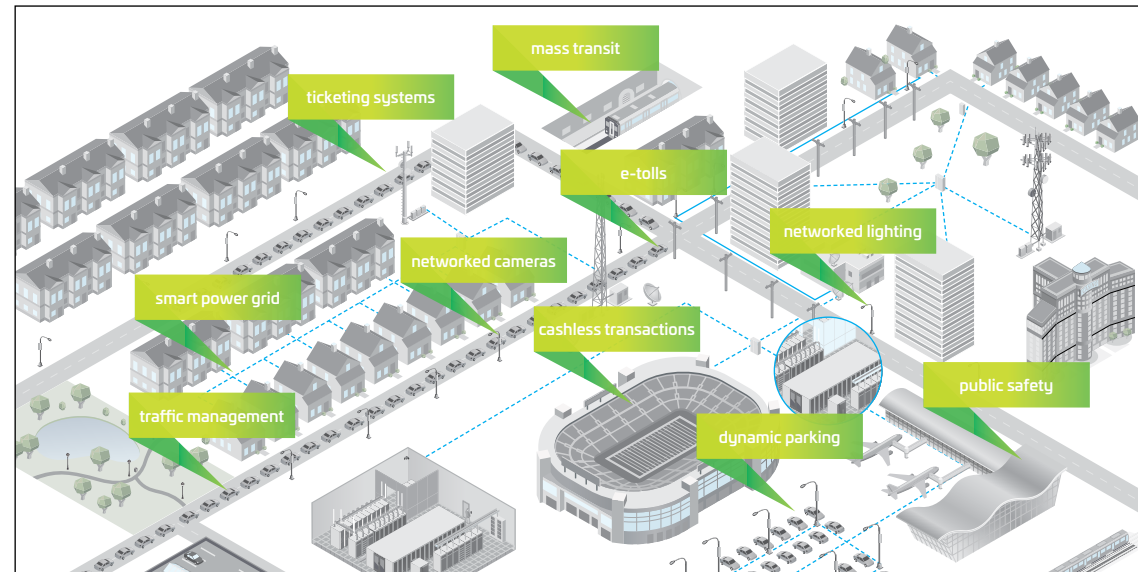 mass transit
ticketing systems
e-tolls
networked lighting
networked cameras
smart power grid
cashless transactions
public safety
traffic management
dynamic parking